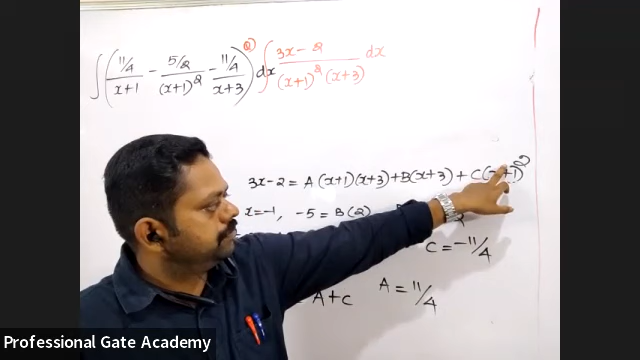 ∫(11/4/(x+1) − 5/2/(x+1)² − 11/4/(x+3))dx
Q) ∫ 3x−2/((x+1)²(x+3)) dx
3x−2 = A(x+1)(x+3)+B(x+3)+C(x+1)²
x=−1, −5 = B(2)
C = −11/4
A+C A = 11/4
Professional Gate Academy